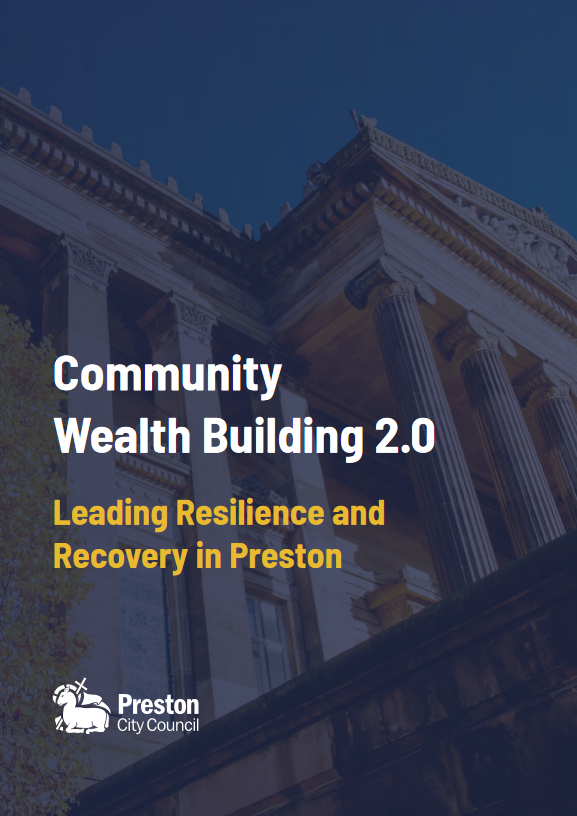 Community
Wealth Building 2.0
Leading Resilience and
Recovery in Preston
Preston
City Council